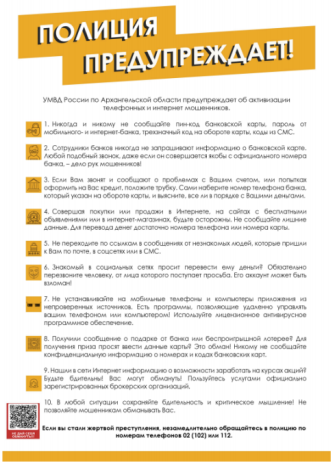 ПОЛИЦИЯ
ПРЕДУПРЕЖДАЕТ!
УМВД России по Архангельской области предупреждает об активизации
телефонных и интернет мошенников.
1. Никогда и никому не сообщайте пин-код банковской карты, пароль от
мобильного- и интернет-банка, трехзначный код на обороте карты, коды из СМС.
2. Сотрудники банков никогда не запрашивают информацию о банковской карте.
Любой подобный звонок, даже если он совершается якобы с официального номера
банка, – дело рук мошенников!
3. Если Вам звонят и сообщают о проблемах с Вашим счетом, или попытках
оформить на Вас кредит, положите трубку. Сами наберите номер телефона банка,
который указан на обороте карты, и выясните, все ли в порядке с Вашими деньгами.
4. Совершая покупки или продажи в Интернете, на сайтах с бесплатными
объявлениями или в интернет-магазинах, будьте осторожны. Не сообщайте лишние
данные. Для перевода денег достаточно номера телефона или номера карты.
5. Не переходите по ссылкам в сообщениях от незнакомых людей, которые пришли
к Вам по почте, в соцсетях или в СМС.
6. Знакомый в социальных сетях просит перевести ему деньги? Обязательно
перезвоните человеку, от лица которого поступает просьба. Его аккаунт может быть
взломан!
7. Не устанавливайте на мобильные телефоны и компьютеры приложения из
непроверенных источников. Есть программы, позволяющие удаленно управлять
вашим телефоном или компьютером! Используйте лицензионное антивирусное
программное обеспечение.
8. Получили сообщение о подарке от банка или беспроигрышной лотерее? Для
получения приза просят ввести данные карты? Это обман! Никому не сообщайте
конфиденциальную информацию о номерах и кодах банковских карт.
9. Нашли в сети Интернет информацию о возможности заработать на курсах акций?
Будьте бдительны! Вас могут обмануть! Пользуйтесь услугами официально
зарегистрированных брокерских организаций.
10. В любой ситуации сохраняйте бдительность и критическое мышление! Не
позволяйте мошенникам обманывать Вас.
Если вы стали жертвой преступления, незамедлительно обращайтесь в полицию по
номерам телефонов 02 (102) или 112.